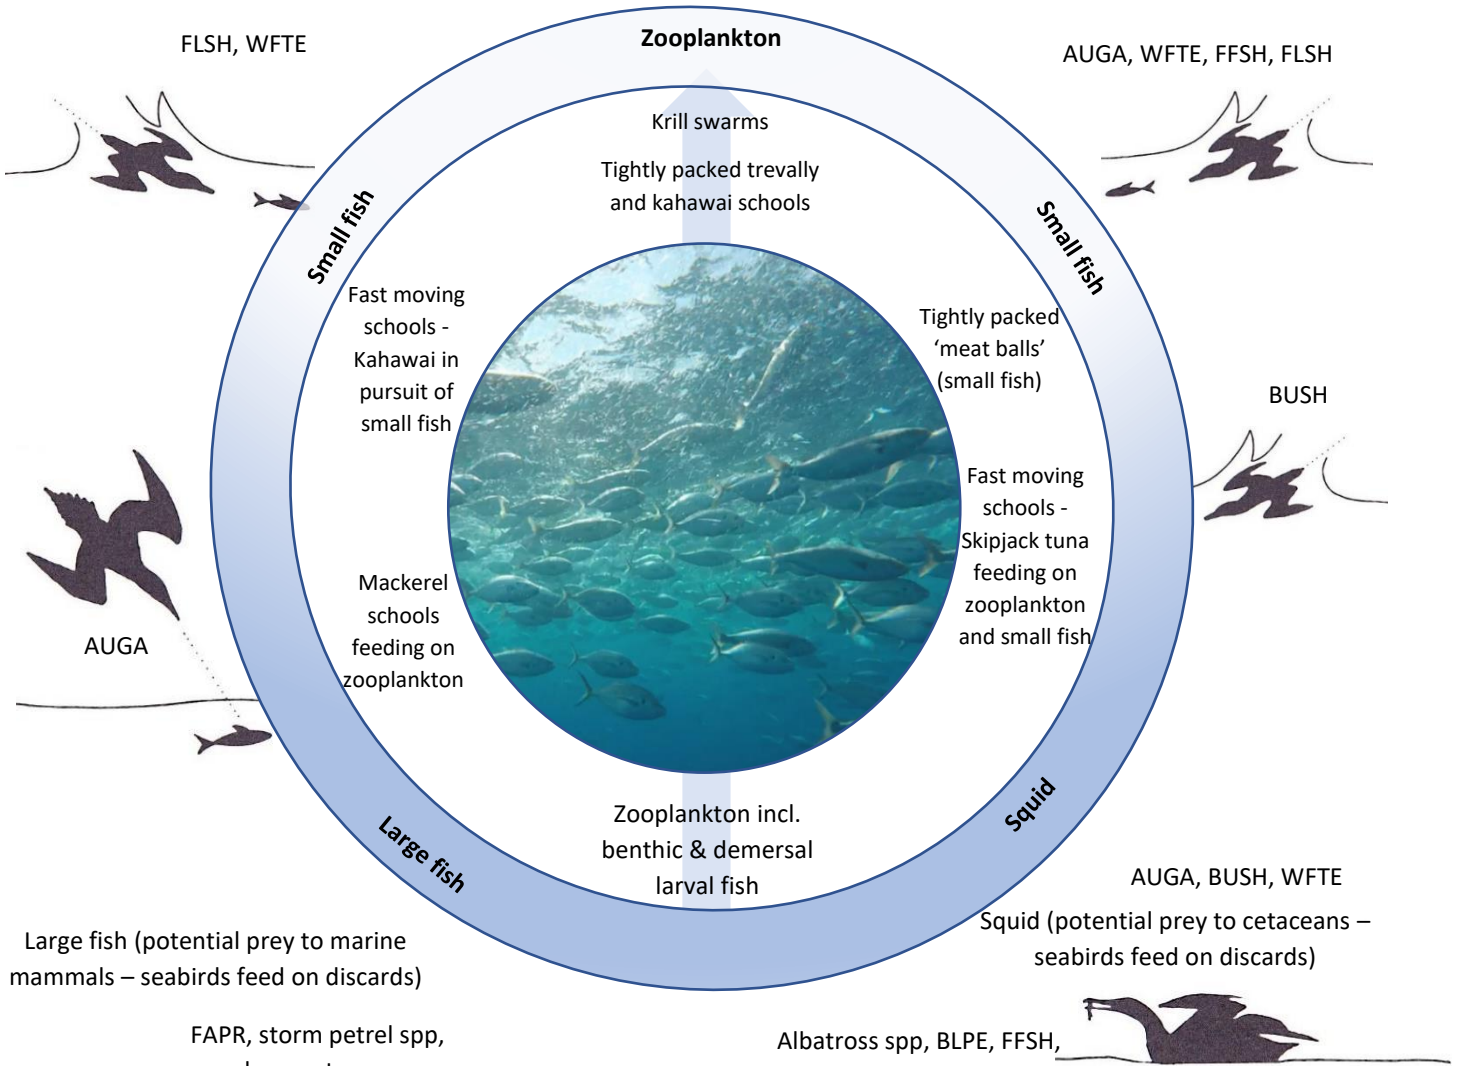 Zooplankton
FLSH, WFTE
AUGA, WFTE, FFSH, FLSH
Krill swarms
Tightly packed trevally
and kahawai schools
Small fish
Small fish
Fast moving
schools -
Kahawai in
pursuit of
small fish
Tightly packed
‘meat balls’
(small fish)
BUSH
Fast moving
schools -
Skipjack tuna
feeding on
zooplankton
and small fish
AUGA
Mackerel
schools
feeding on
zooplankton
Zooplankton incl.
benthic & demersal
larval fish
Large fish
Squid
AUGA, BUSH, WFTE
Squid (potential prey to cetaceans –
seabirds feed on discards)
Large fish (potential prey to marine
mammals – seabirds feed on discards)
FAPR, storm petrel spp,
Albatross spp, BLPE, FFSH,